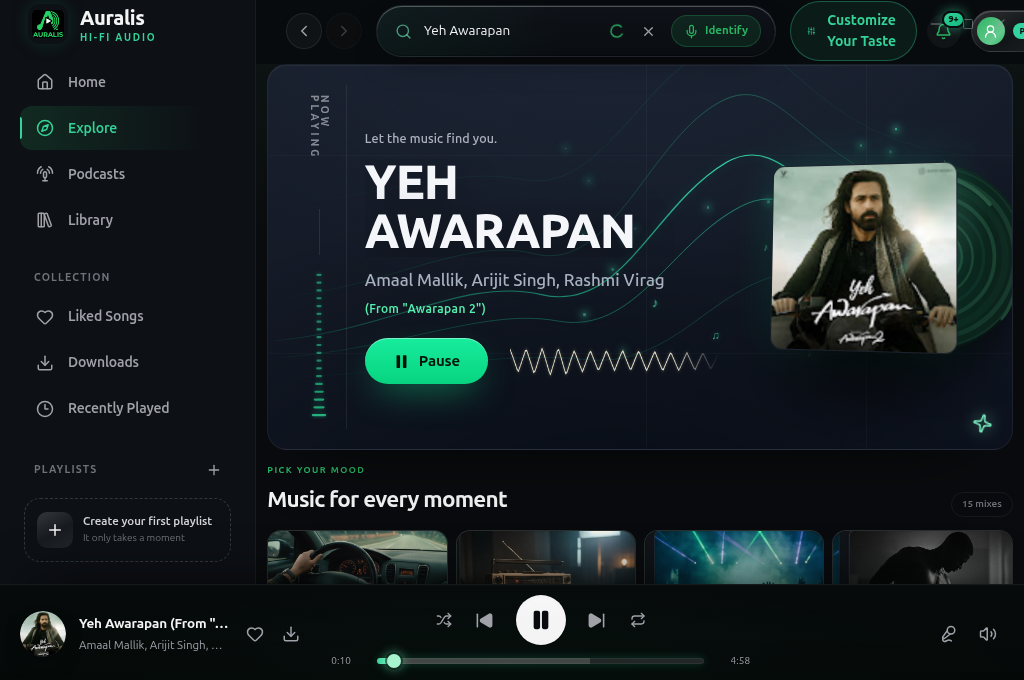 AURALIS
Auralis
HI-FI AUDIO
Home
Explore
Podcasts
Library
COLLECTION
Liked Songs
Downloads
Recently Played
PLAYLISTS
Create your first playlist
It only takes a moment
Yeh Awarapan
Identify
Customize
Your Taste
9+
NOW
PLAYING
Let the music find you.
YEH
AWARAPAN
Amaal Mallik, Arijit Singh, Rashmi Virag
(From "Awarapan 2")
Pause
Yeh
Awarapan
Awarapan 2
PICK YOUR MOOD
Music for every moment
15 mixes
Yeh Awarapan (From "...
Amaal Mallik, Arijit Singh, ...
0:10
4:58